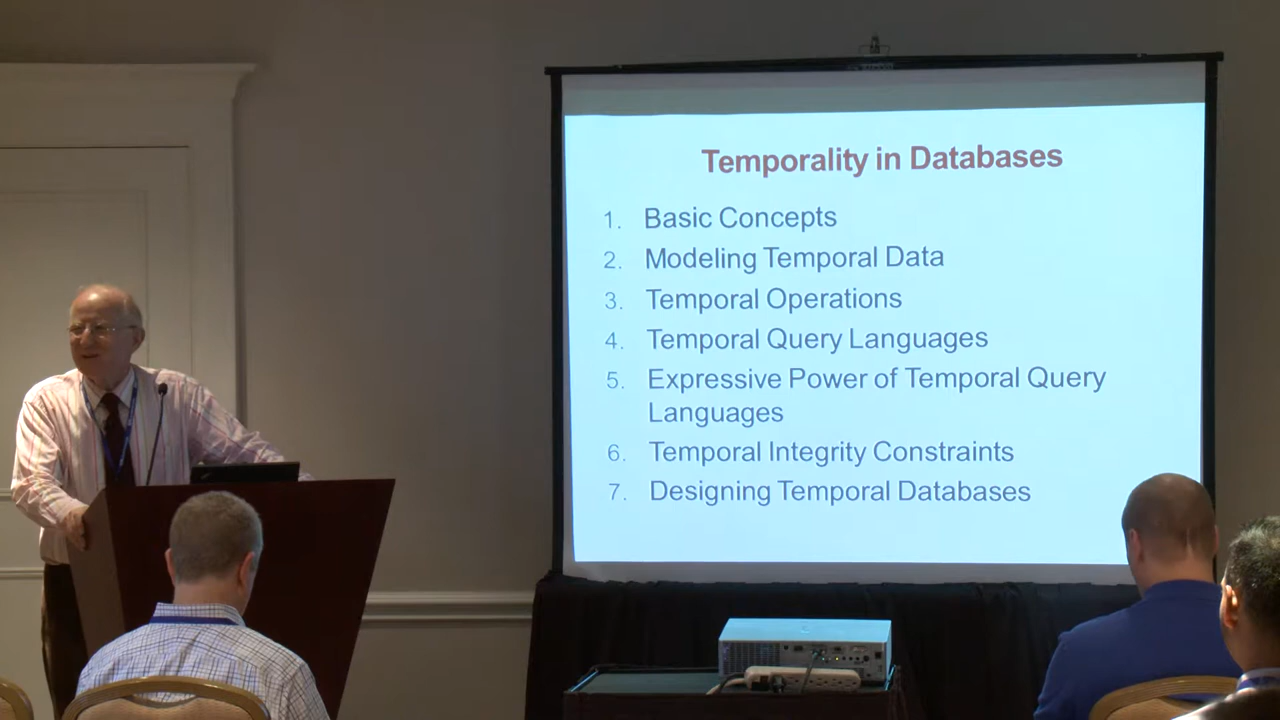 Temporality in Databases
1. Basic Concepts
2. Modeling Temporal Data
3. Temporal Operations
4. Temporal Query Languages
5. Expressive Power of Temporal Query
Languages
6. Temporal Integrity Constraints
7. Designing Temporal Databases